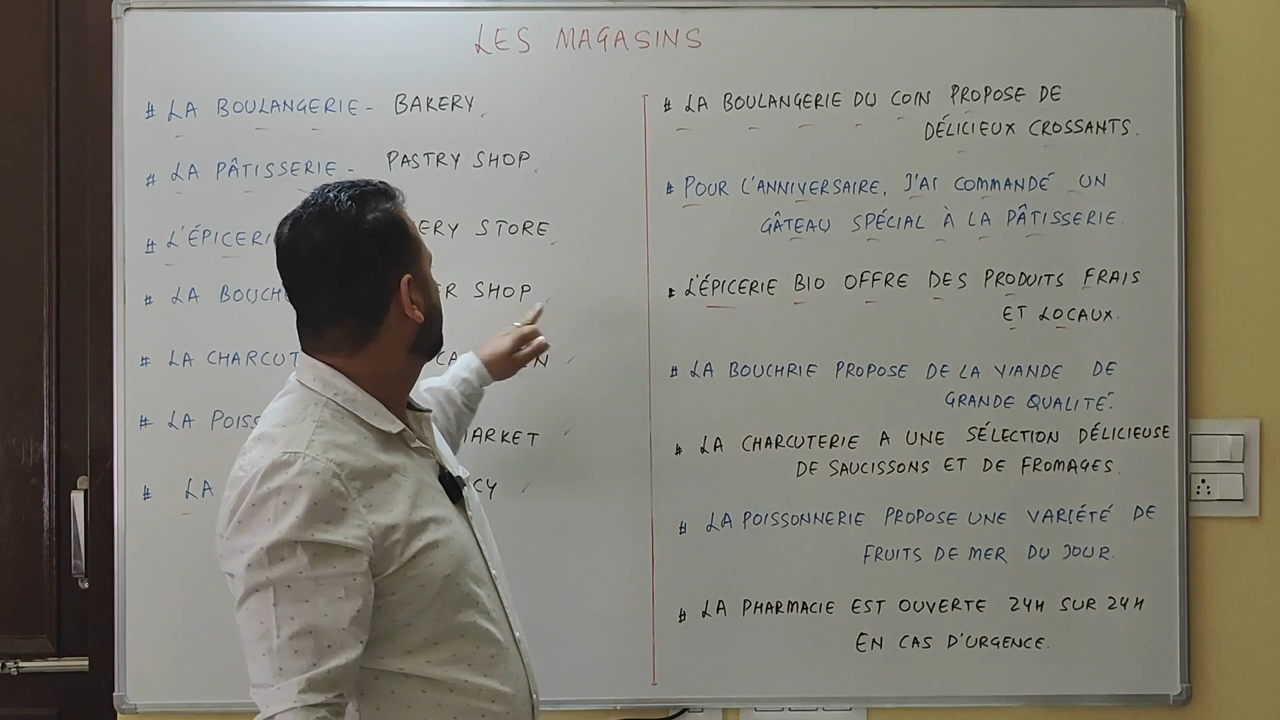 LES MAGASINS
# LA BOULANGERIE - BAKERY.
# LA PÂTISSERIE - PASTRY SHOP.
# L'ÉPICERI ERY STORE
# LA BOUCH R SHOP
# LA CHARCUT CA N
# LA POISS MARKET
# LA CY
# LA BOULANGERIE DU COIN PROPOSE DE
DÉLICIEUX CROSSANTS.
# POUR L'ANNIVERSAIRE, J'AI COMMANDÉ UN
GÂTEAU SPÉCIAL À LA PÂTISSERIE.
# L'ÉPICERIE BIO OFFRE DES PRODUITS FRAIS
ET LOCAUX.
# LA BOUCHRIE PROPOSE DE LA VIANDE DE
GRANDE QUALITÉ.
# LA CHARCUTERIE A UNE SÉLECTION DÉLICIEUSE
DE SAUCISSONS ET DE FROMAGES.
# LA POISSONNERIE PROPOSE UNE VARIÉTÉ DE
FRUITS DE MER DU JOUR.
# LA PHARMACIE EST OUVERTE 24H SUR 24H
EN CAS D'URGENCE.